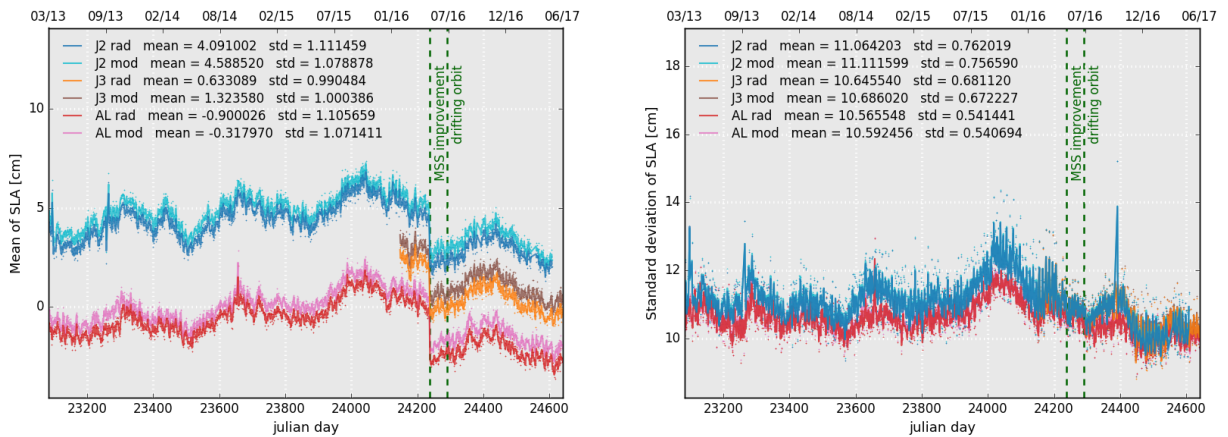 03/13 09/13 02/14 08/14 02/15 07/15 01/16 07/16 12/16 06/17
J2 rad mean = 4.091002 std = 1.111459
J2 mod mean = 4.588520 std = 1.078878
J3 rad mean = 0.633089 std = 0.990484
J3 mod mean = 1.323580 std = 1.000386
AL rad mean = -0.900026 std = 1.105659
AL mod mean = -0.317970 std = 1.071411
MSS improvement
drifting orbit
Mean of SLA [cm]
10
5
0
23200 23400 23600 23800 24000 24200 24400 24600
julian day
03/13 09/13 02/14 08/14 02/15 07/15 01/16 07/16 12/16 06/17
J2 rad mean = 11.064203 std = 0.762019
J2 mod mean = 11.111599 std = 0.756590
J3 rad mean = 10.645540 std = 0.681120
J3 mod mean = 10.686020 std = 0.672227
AL rad mean = 10.565548 std = 0.541441
AL mod mean = 10.592456 std = 0.540694
MSS improvement
drifting orbit
Standard deviation of SLA [cm]
18
16
14
12
10
23200 23400 23600 23800 24000 24200 24400 24600
julian day